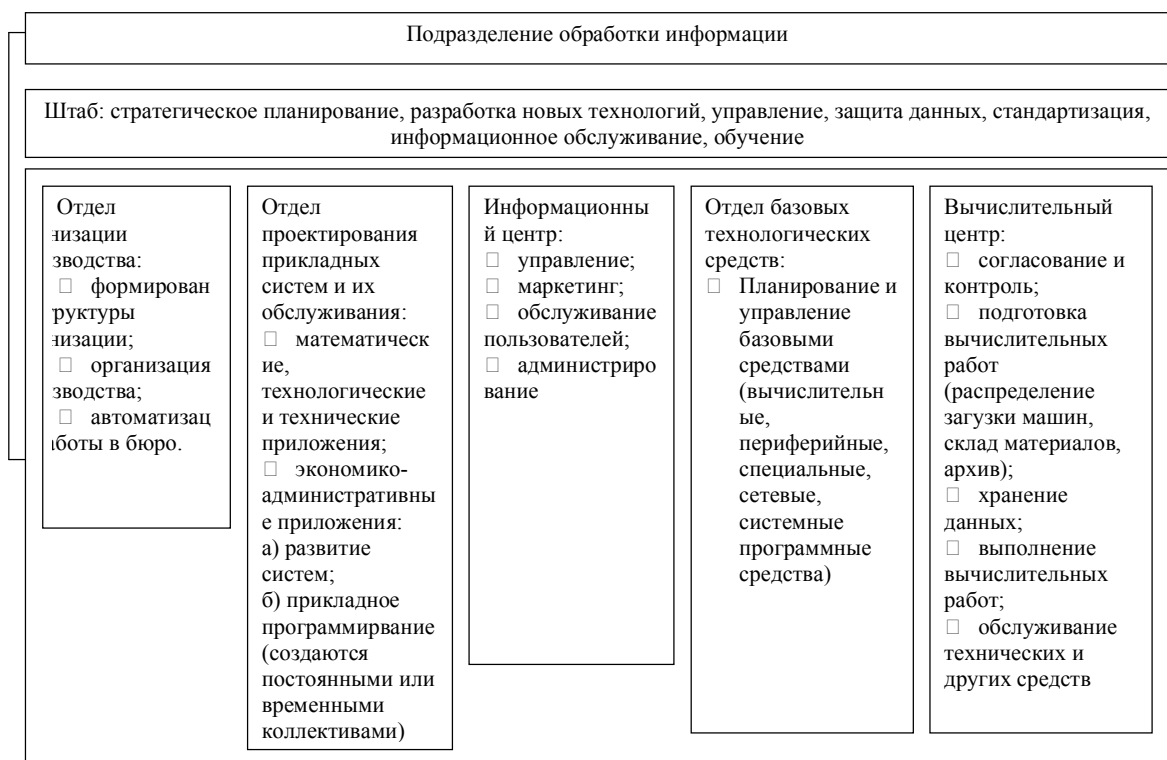 Подразделение обработки информации
Штаб: стратегическое планирование, разработка новых технологий, управление, защита данных, стандартизация,
информационное обслуживание, обучение
Отдел
низации
зводства:
формирован
руктуры
низации;
организация
зводства;
автоматизац
боты в бюро.
Отдел
проектирования
прикладных
систем и их
обслуживания:
математическ
ие,
технологические
и технические
приложения;
экономико-
административны
е приложения:
а) развитие
систем;
б) прикладное
программирвание
(создаются
постоянными или
временными
коллективами)
Информационны
й центр:
управление;
маркетинг;
обслуживание
пользователей;
администриро
вание
Отдел базовых
технологических
средств:
Планирование и
управление
базовыми
средствами
(вычислительн
ые,
периферийные,
специальные,
сетевые,
системные
программные
средства)
Вычислительный
центр:
согласование и
контроль;
подготовка
вычислительных
работ
(распределение
загузки машин,
склад материалов,
архив);
хранение
данных;
выполнение
вычислительных
работ;
обслуживание
технических и
других средств